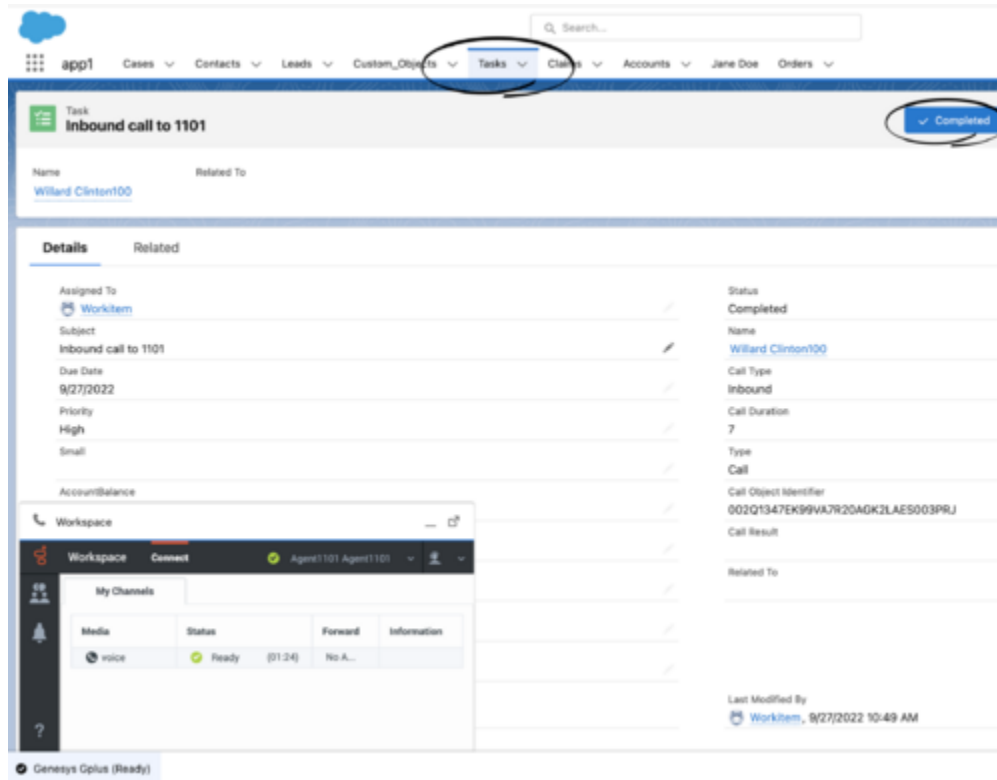 Search...
app1 Cases Contacts Leads Custom_Objects Tasks Claims Accounts Jane Doe Orders
Task
Inbound call to 1101
Completed
Name Related To
Willard Clinton100
Details Related
Assigned To Status
Workitem Completed
Subject Name
Inbound call to 1101 Willard Clinton100
Due Date Call Type
9/27/2022 Inbound
Priority Call Duration
High 7
Small Type
Call
AccountBalance Call Object Identifier
002Q1347EK99VA7R20AGK2LAES003PRJ
Workspace
Call Result
Workspace Connect Agent1101 Agent1101
Related To
My Channels
Media Status Forward Information
voice Ready (01:24) No A...
Last Modified By
Workitem, 9/27/2022 10:49 AM
?
Genesys Gplus (Ready)